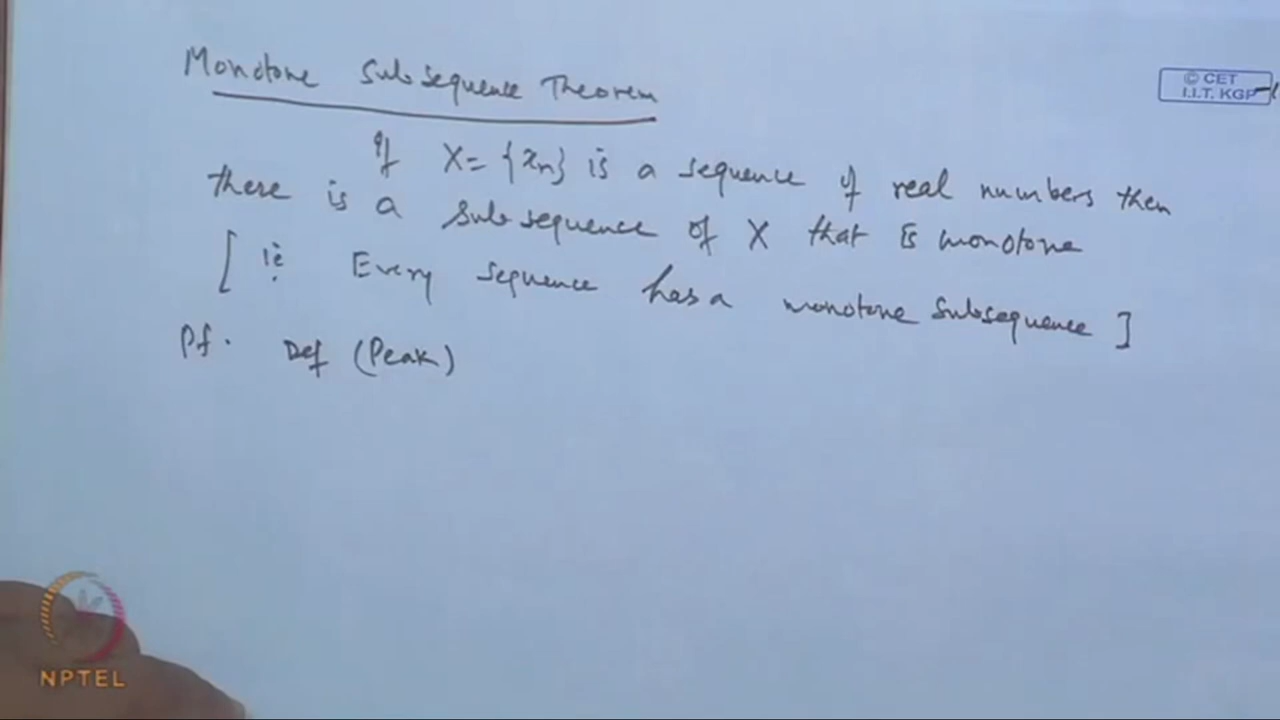 Monotone Subsequence Theorem
© CET
I.I.T. KGP
If X = {xn} is a sequence of real numbers then
there is a subsequence of X that is monotone
[ ie Every sequence has a monotone subsequence ]
Pf. Def (Peak)
NPTEL